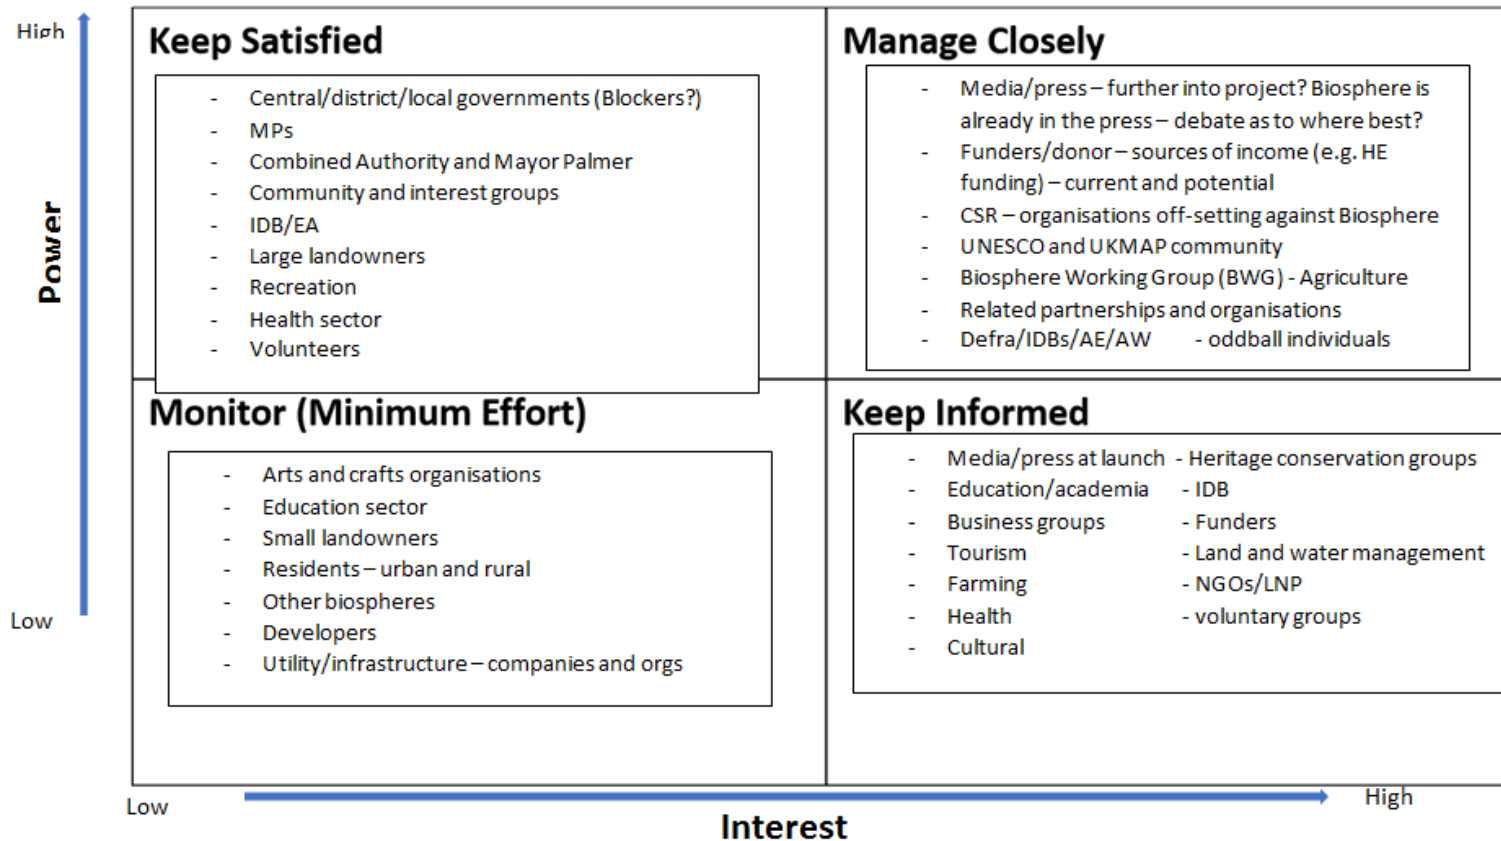 High
Keep Satisfied
- Central/district/local governments (Blockers?)
- MPs
- Combined Authority and Mayor Palmer
- Community and interest groups
- IDB/EA
- Large landowners
- Recreation
- Health sector
- Volunteers
Manage Closely
- Media/press – further into project? Biosphere is
already in the press – debate as to where best?
- Funders/donor – sources of income (e.g. HE
funding) – current and potential
- CSR – organisations off-setting against Biosphere
- UNESCO and UKMAP community
- Biosphere Working Group (BWG) - Agriculture
- Related partnerships and organisations
- Defra/IDBs/AE/AW - oddball individuals
Power
Monitor (Minimum Effort)
- Arts and crafts organisations
- Education sector
- Small landowners
- Residents – urban and rural
- Other biospheres
- Developers
- Utility/infrastructure – companies and orgs
Keep Informed
- Media/press at launch - Heritage conservation groups
- Education/academia - IDB
- Business groups - Funders
- Tourism - Land and water management
- Farming - NGOs/LNP
- Health - voluntary groups
- Cultural
Low
Low
High
Interest